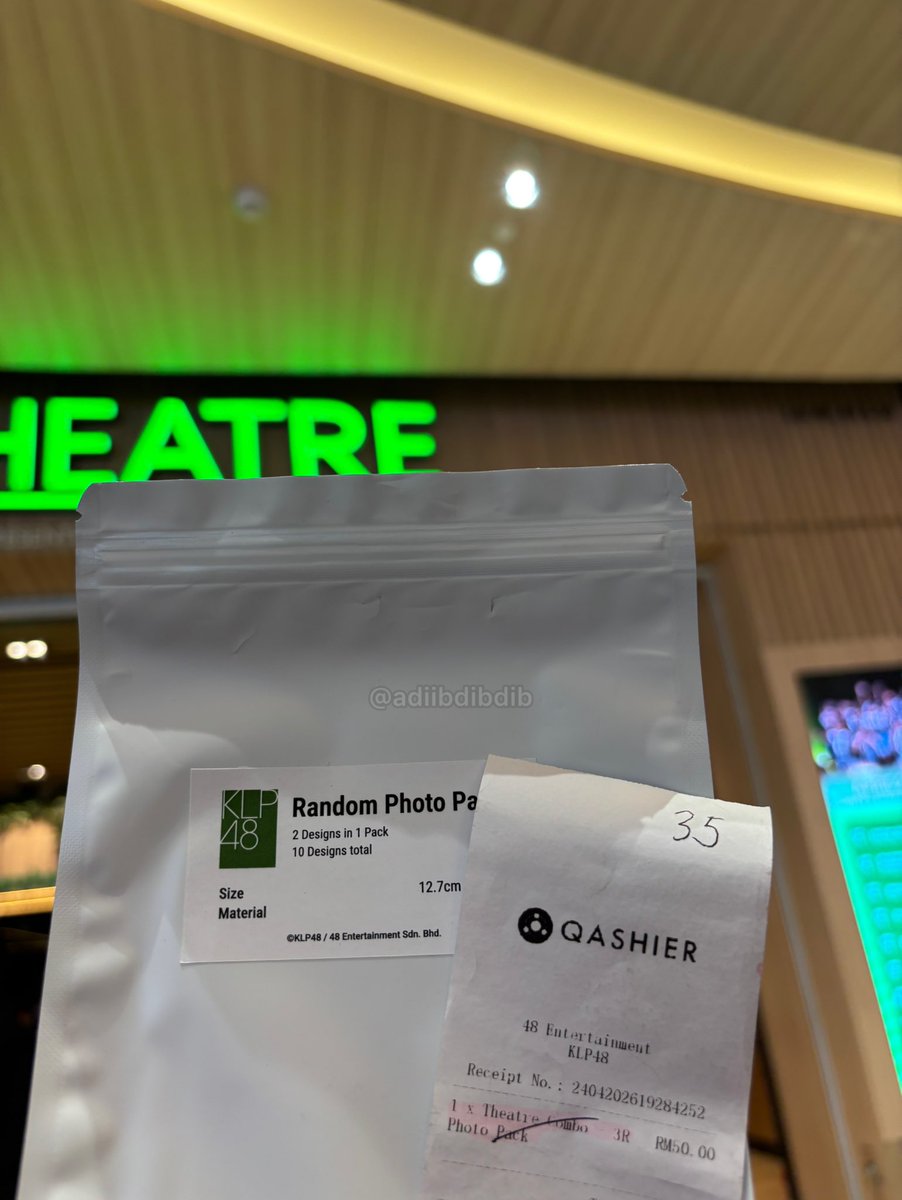 HEATRE
@adiibdibdib
KLP
48
Random Photo Pa
2 Designs in 1 Pack
10 Designs total
Size 12.7cm
Material
©KLP48 / 48 Entertainment Sdn. Bhd.
35
QASHIER
48 Entertainment
KLP48
Receipt No.: 2404202619284252
1 x Theatre Combo 3R RM50.00
Photo Pack